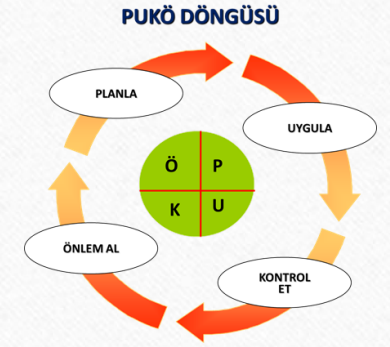 PUKÖ DÖNGÜSÜ
PLANLA
UYGULA
Ö P
K U
ÖNLEM AL
KONTROL
ET